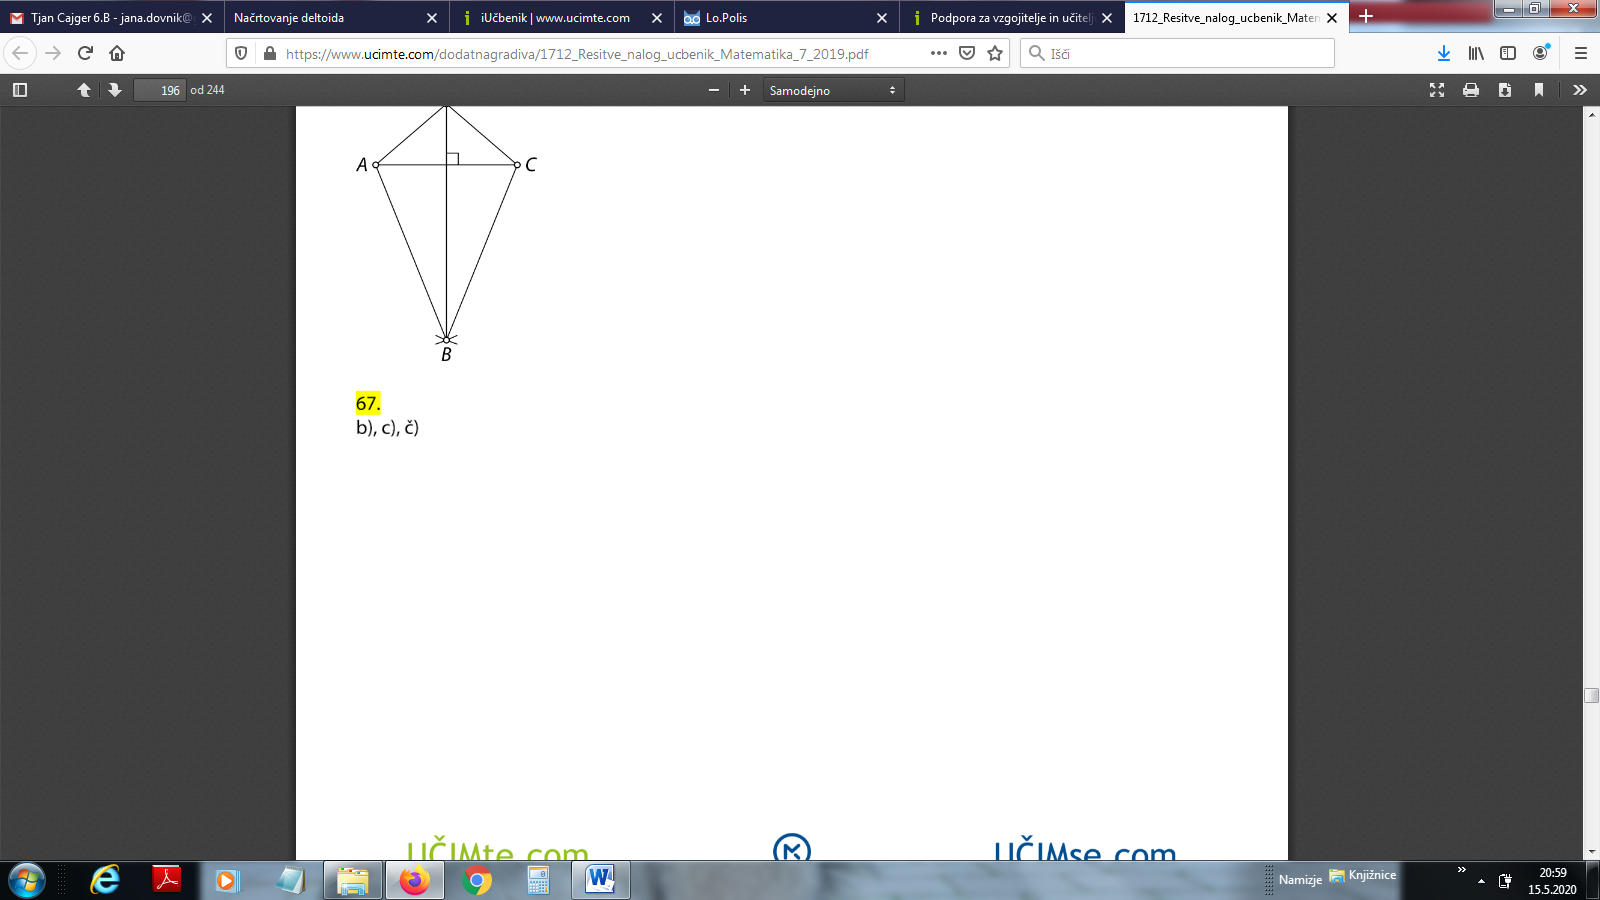 Tjan Cajger 6.B - jana.dovnik@
Načrtovanje deltoida
iUčbenik | www.ucimte.com
Lo.Polis
Podpora za vzgojitelje in učitelj
1712_Resitve_nalog_ucbenik_Matem
https://www.ucimte.com/dodatnagradiva/1712_Resitve_nalog_ucbenik_Matematika_7_2019.pdf
Išči
196 od 244
Samodejno
A
C
B
67.
b), c), č)
UČIMte.com
UČIMse.com
Namizje
Knjižnice
20:59
15.5.2020